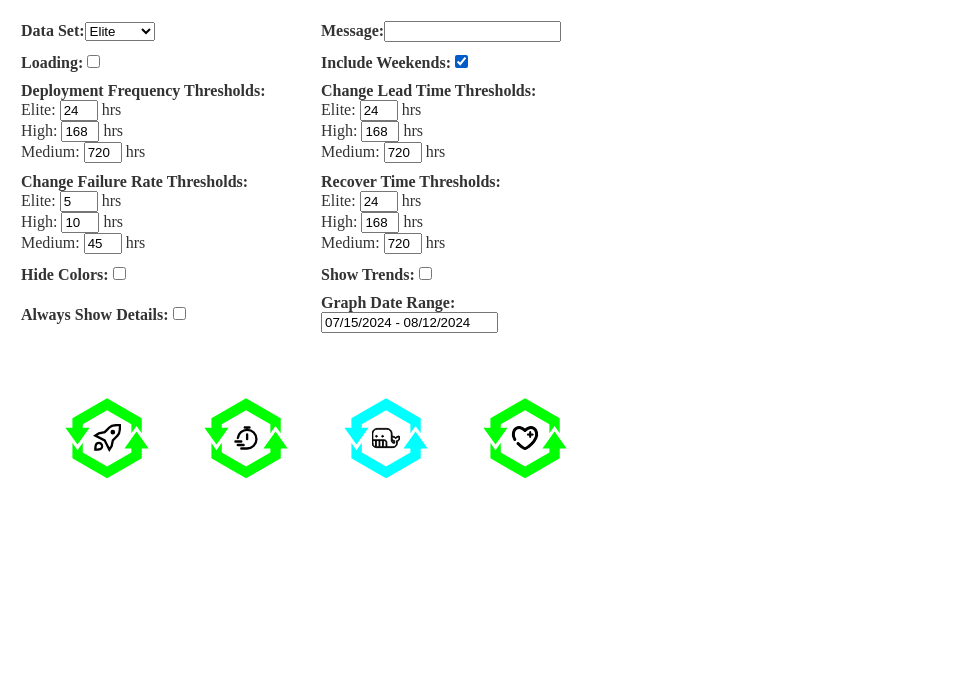 Data Set: Elite
Message:
Loading:
Include Weekends:
Deployment Frequency Thresholds:
Elite: 24 hrs
High: 168 hrs
Medium: 720 hrs
Change Lead Time Thresholds:
Elite: 24 hrs
High: 168 hrs
Medium: 720 hrs
Change Failure Rate Thresholds:
Elite: 5 hrs
High: 10 hrs
Medium: 45 hrs
Recover Time Thresholds:
Elite: 24 hrs
High: 168 hrs
Medium: 720 hrs
Hide Colors:
Show Trends:
Always Show Details:
Graph Date Range:
07/15/2024 - 08/12/2024